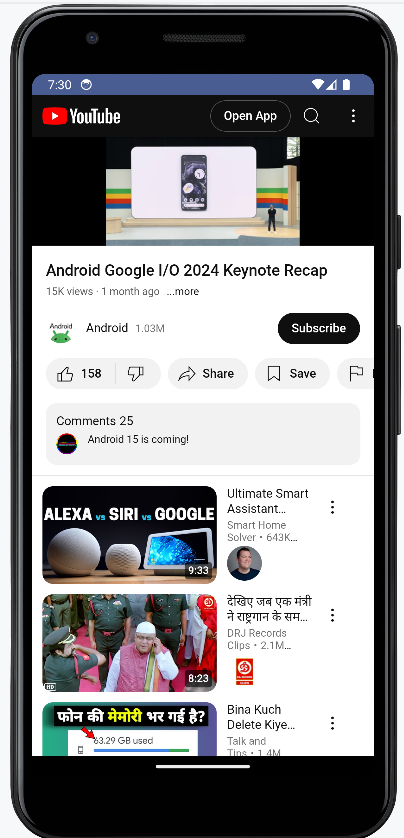 7:30
YouTube
Open App
Android Google I/O 2024 Keynote Recap
15K views · 1 month ago ...more
Android
Android 1.03M
Subscribe
158
Share
Save
Comments 25
Android 15 is coming!
ALEXA vs SIRI vs GOOGLE
9:33
Ultimate Smart
Assistant...
Smart Home
Solver • 643K...
HD
8:23
देखिए जब एक मंत्री
ने राष्ट्रगान के सम...
DRJ Records
Clips • 2.1M...
फोन की मेमोरी भर गई है?
63.29 GB used
Bina Kuch
Delete Kiye...
Talk and
Tips • 1.4M